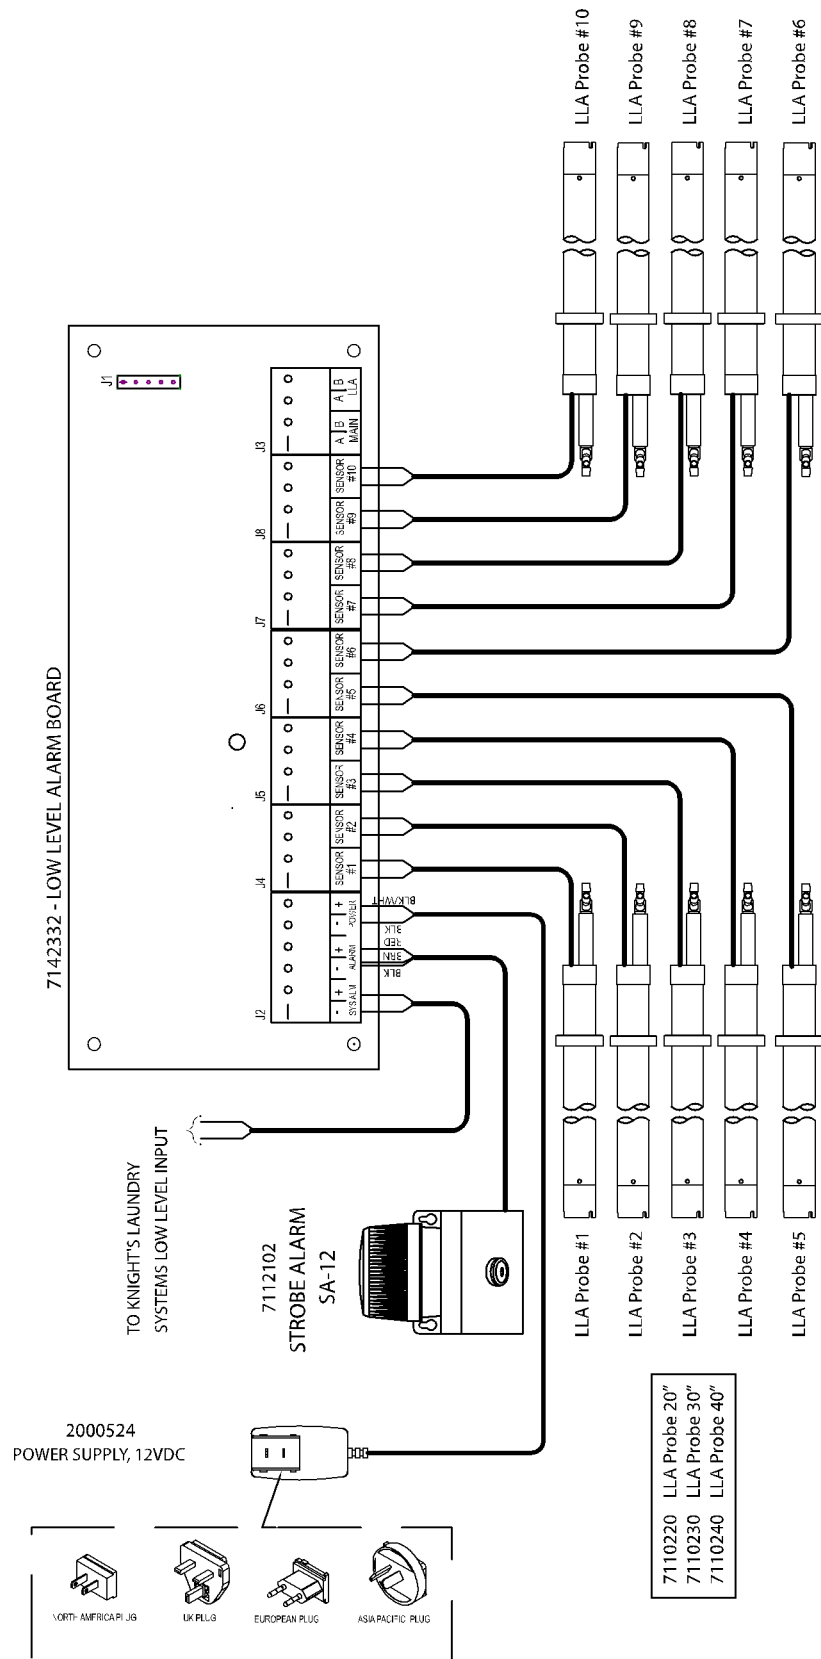 LLA Probe #10
LLA Probe #9
LLA Probe #8
LLA Probe #7
LLA Probe #6
7142332 - LOW LEVEL ALARM BOARD
J1
J3
A | B
MAIN
A | B
LLA
J8
SENSOR
#9
SENSOR
#10
J7
SENSOR
#7
SENSOR
#8
J6
SENSOR
#5
SENSOR
#6
J5
SENSOR
#3
SENSOR
#4
J4
SENSOR
#1
SENSOR
#2
J2
- | +
SYS ALM
- | +
ALARM
- | +
POWER
BLK/WHT
BLK
RED
BRN
BLK
TO KNIGHT'S LAUNDRY
SYSTEMS LOW LEVEL INPUT
7112102
STROBE ALARM
SA-12
LLA Probe #1
LLA Probe #2
LLA Probe #3
LLA Probe #4
LLA Probe #5
2000524
POWER SUPPLY, 12VDC
NORTH AMERICA PLUG
UK PLUG
EUROPEAN PLUG
ASIA PACIFIC PLUG
7110220 LLA Probe 20"
7110230 LLA Probe 30"
7110240 LLA Probe 40"